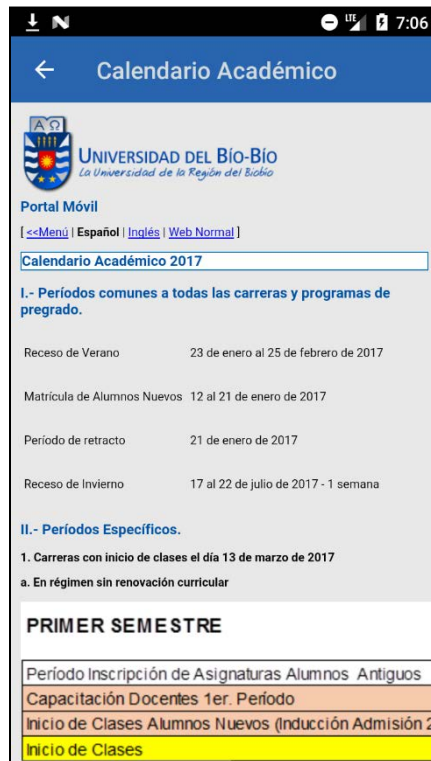 LTE 7:06
Calendario Académico
ΑΩ
UNIVERSIDAD DEL BÍO-BÍO
La Universidad de la Región del Biobío
Portal Móvil
[ <<Menú | Español | Inglés | Web Normal ]
Calendario Académico 2017
I.- Períodos comunes a todas las carreras y programas de
pregrado.
Receso de Verano 23 de enero al 25 de febrero de 2017
Matrícula de Alumnos Nuevos 12 al 21 de enero de 2017
Período de retracto 21 de enero de 2017
Receso de Invierno 17 al 22 de julio de 2017 - 1 semana
II.- Períodos Específicos.
1. Carreras con inicio de clases el día 13 de marzo de 2017
a. En régimen sin renovación curricular
PRIMER SEMESTRE
Período Inscripción de Asignaturas Alumnos Antiguos
Capacitación Docentes 1er. Período
Inicio de Clases Alumnos Nuevos (Inducción Admisión 2
Inicio de Clases